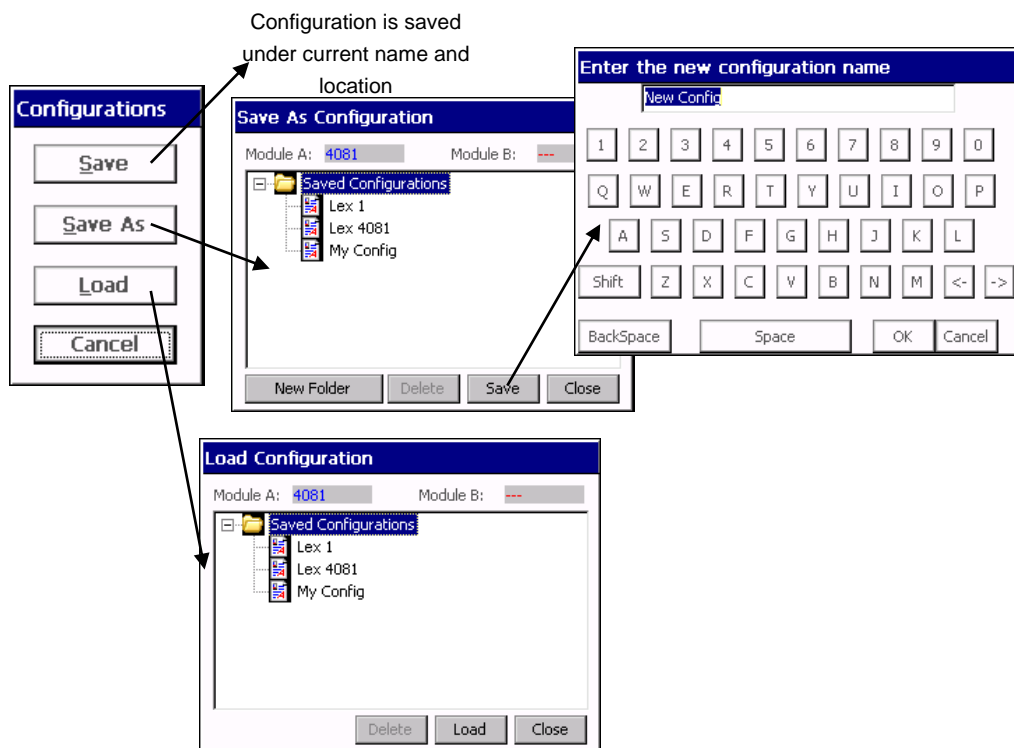 Configuration is saved
under current name and
location
Configurations
Save
Save As
Load
Cancel
Save As Configuration
Module A: 4081 Module B: ---
Saved Configurations
Lex 1
Lex 4081
My Config
New Folder Delete Save Close
Enter the new configuration name
New Config
1 2 3 4 5 6 7 8 9 0
Q W E R T Y U I O P
A S D F G H J K L
Shift Z X C V B N M <- ->
BackSpace Space OK Cancel
Load Configuration
Module A: 4081 Module B: ---
Saved Configurations
Lex 1
Lex 4081
My Config
Delete Load Close